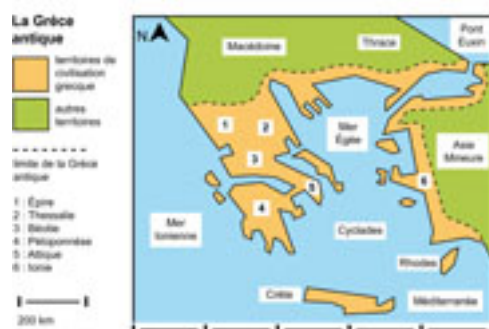 La Grèce
antique
territoires de
civilisation
grecque
autres
territoires
limite de la Grèce
antique
1 : Épire
2 : Thessalie
3 : Béotie
4 : Péloponnèse
5 : Attique
6 : Ionie
200 km
N.
Macédoine
Thrace
Pont
Euxin
1
2
Mer
Égée
Asie
Mineure
3
5
6
4
Mer
Ionienne
Cyclades
Rhodes
Crète
Méditerranée